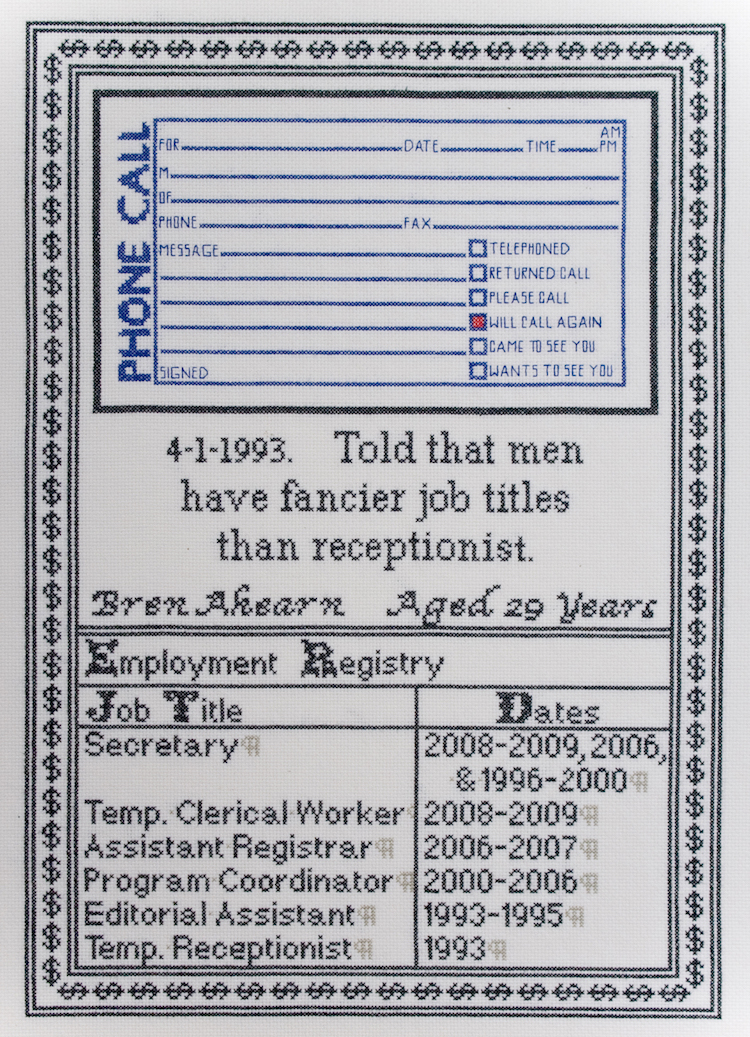 PHONE CALL
AM
FOR DATE TIME PM
M
OF
PHONE FAX
MESSAGE TELEPHONED
RETURNED CALL
PLEASE CALL
WILL CALL AGAIN
CAME TO SEE YOU
SIGNED WANTS TO SEE YOU
4-1-1993. Told that men
have fancier job titles
than receptionist.
Bren Ahearn Aged 29 Years
Employment Registry
Job Title Dates
Secretary¶ 2008-2009, 2006,
& 1996-2000¶
Temp. Clerical Worker¶ 2008-2009¶
Assistant Registrar¶ 2006-2007¶
Program Coordinator¶ 2000-2006¶
Editorial Assistant¶ 1993-1995¶
Temp. Receptionist¶ 1993¶